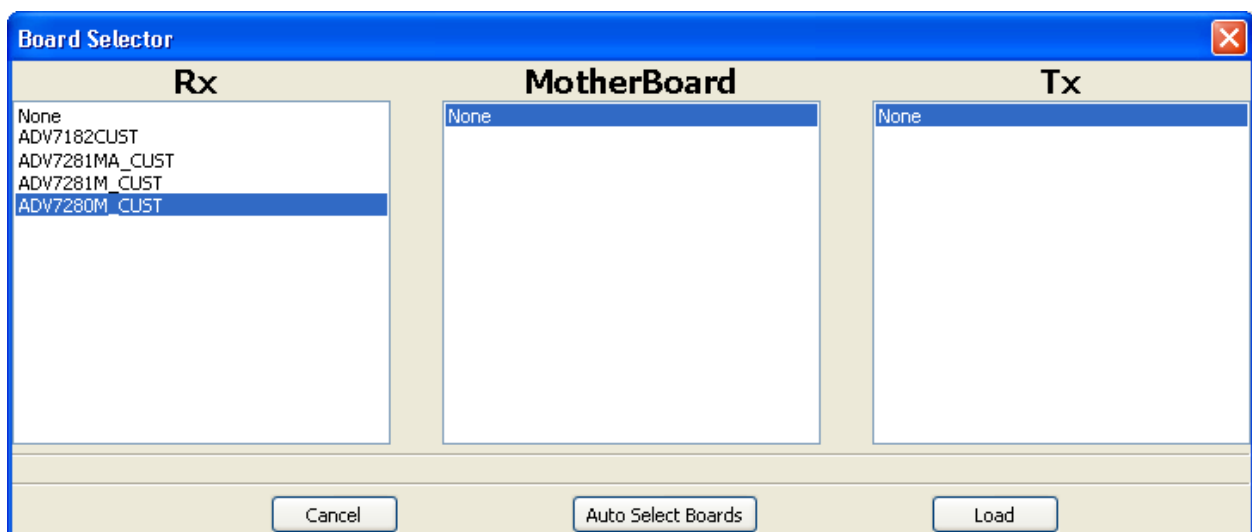 Board Selector
Rx
MotherBoard
Tx
None
ADV7182CUST
ADV7281MA_CUST
ADV7281M_CUST
ADV7280M_CUST
None
None
Cancel
Auto Select Boards
Load